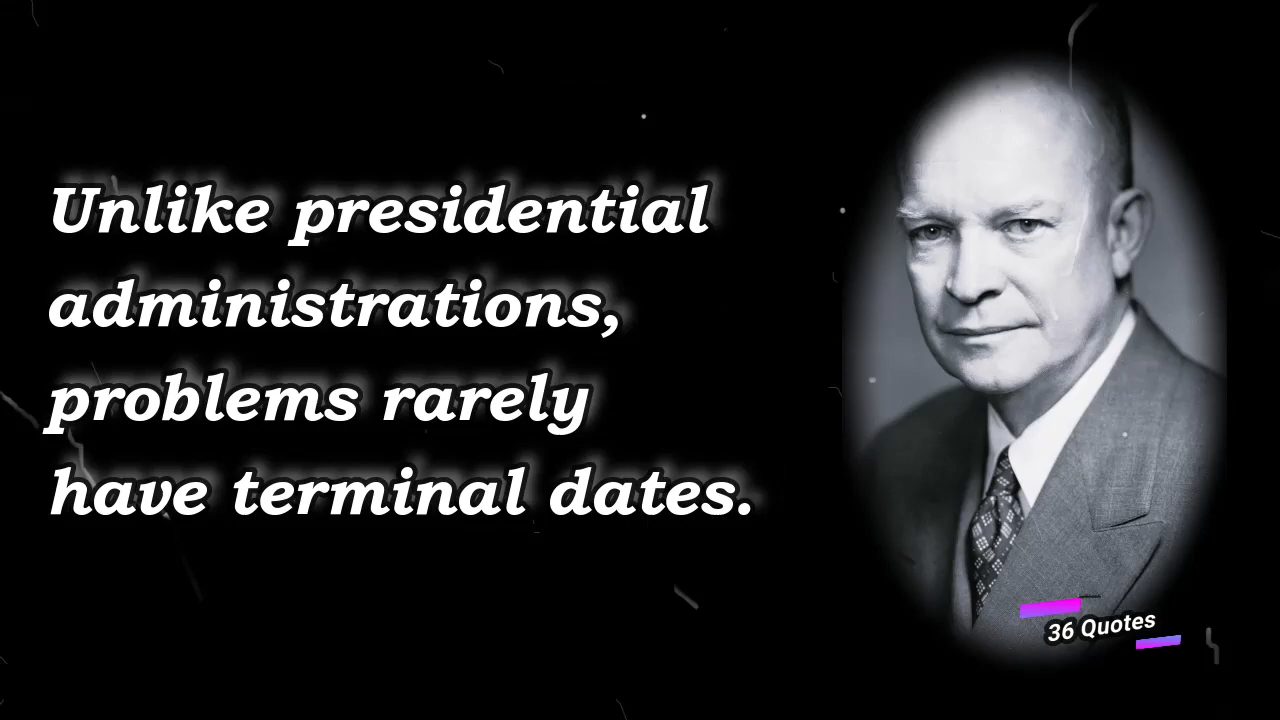 Unlike presidential
administrations,
problems rarely
have terminal dates.
36 Quotes